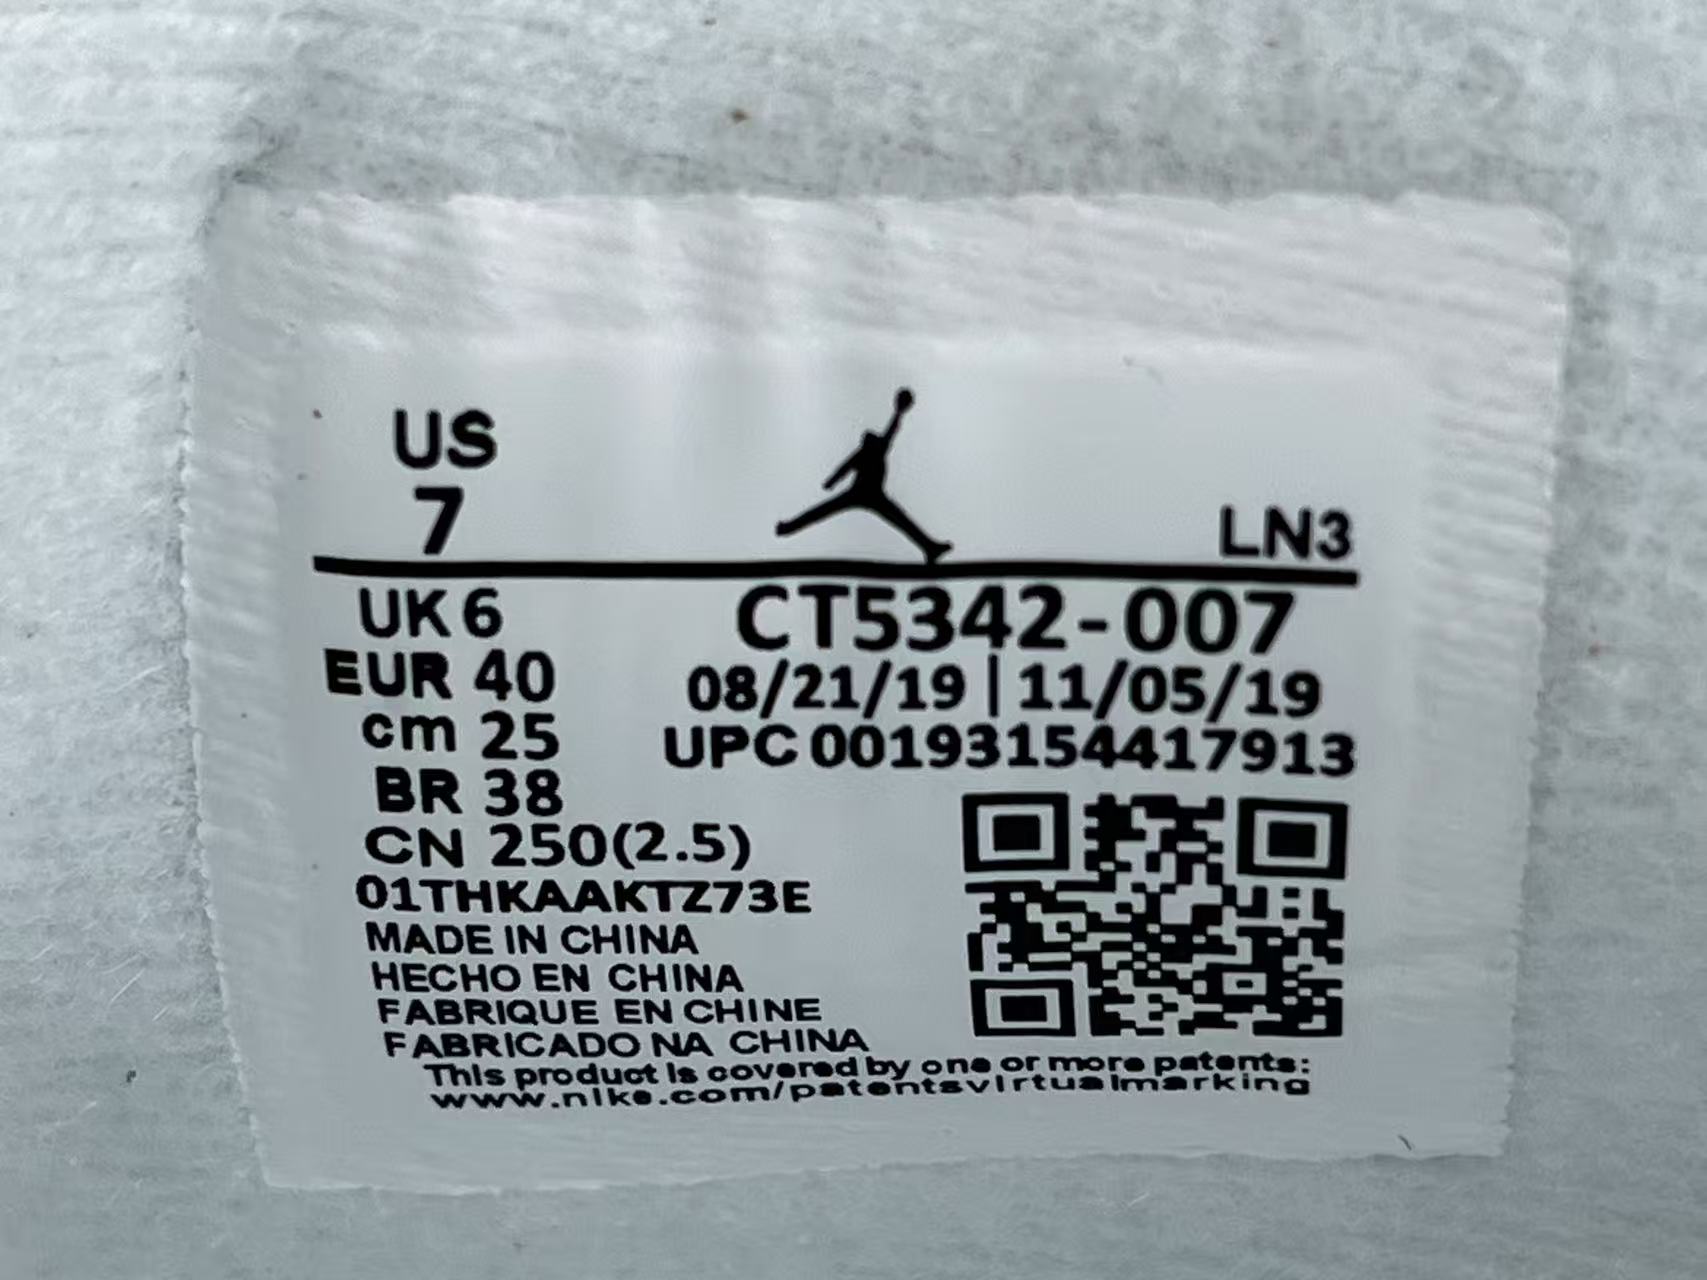 US
7
LN3
UK 6
CT5342-007
EUR 40
08/21/19 | 11/05/19
cm 25
UPC 00193154417913
BR 38
CN 250(2.5)
01THKAAKTZ73E
MADE IN CHINA
HECHO EN CHINA
FABRIQUE EN CHINE
FABRICADO NA CHINA
This product is covered by one or more patents:
www.nike.com/patentsvirtualmarking